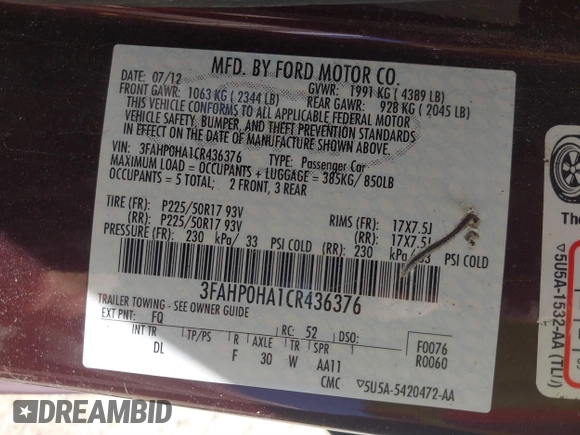 MFD. BY FORD MOTOR CO.
DATE: 07/12 GVWR: 1991 KG ( 4389 LB)
FRONT GAWR: 1063 KG ( 2344 LB) REAR GAWR: 928 KG ( 2045 LB)
THIS VEHICLE CONFORMS TO ALL APPLICABLE FEDERAL MOTOR
VEHICLE SAFETY, BUMPER, AND THEFT PREVENTION STANDARDS
IN EFFECT ON THE DATE OF MANUFACTURE SHOWN ABOVE.
VIN: 3FAHP0HA1CR436376 TYPE: Passenger Car
MAXIMUM LOAD = OCCUPANTS + LUGGAGE = 385KG/ 850LB
OCCUPANTS = 5 TOTAL; 2 FRONT, 3 REAR
TIRE (FR): P225/50R17 93V RIMS (FR): 17X7.5J
(RR): P225/50R17 93V (RR): 17X7.5J
PRESSURE (FR): 230 kPa/ 33 PSI COLD (RR): 230 kPa/ 33 PSI COLD
3FAHP0HA1CR436376
TRAILER TOWING - SEE OWNER GUIDE
EXT PNT: FQ RC: 52 DSO:
INT TR TP/PS R AXLE TR SPR F0076
DL F 30 W AA11 R0060
CMC ▽5U5A-5420472-AA
The
▽5U5A-1532-AA (TLI)
DREAMBID